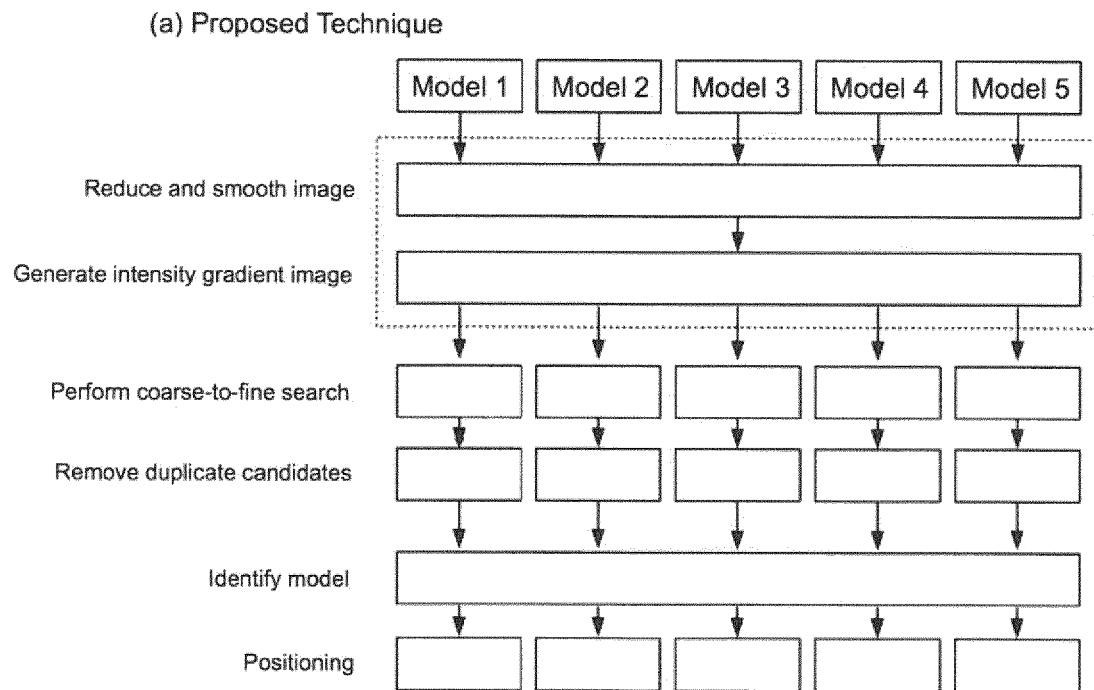 (a) Proposed Technique
Model 1 Model 2 Model 3 Model 4 Model 5
Reduce and smooth image
Generate intensity gradient image
Perform coarse-to-fine search
Remove duplicate candidates
Identify model
Positioning